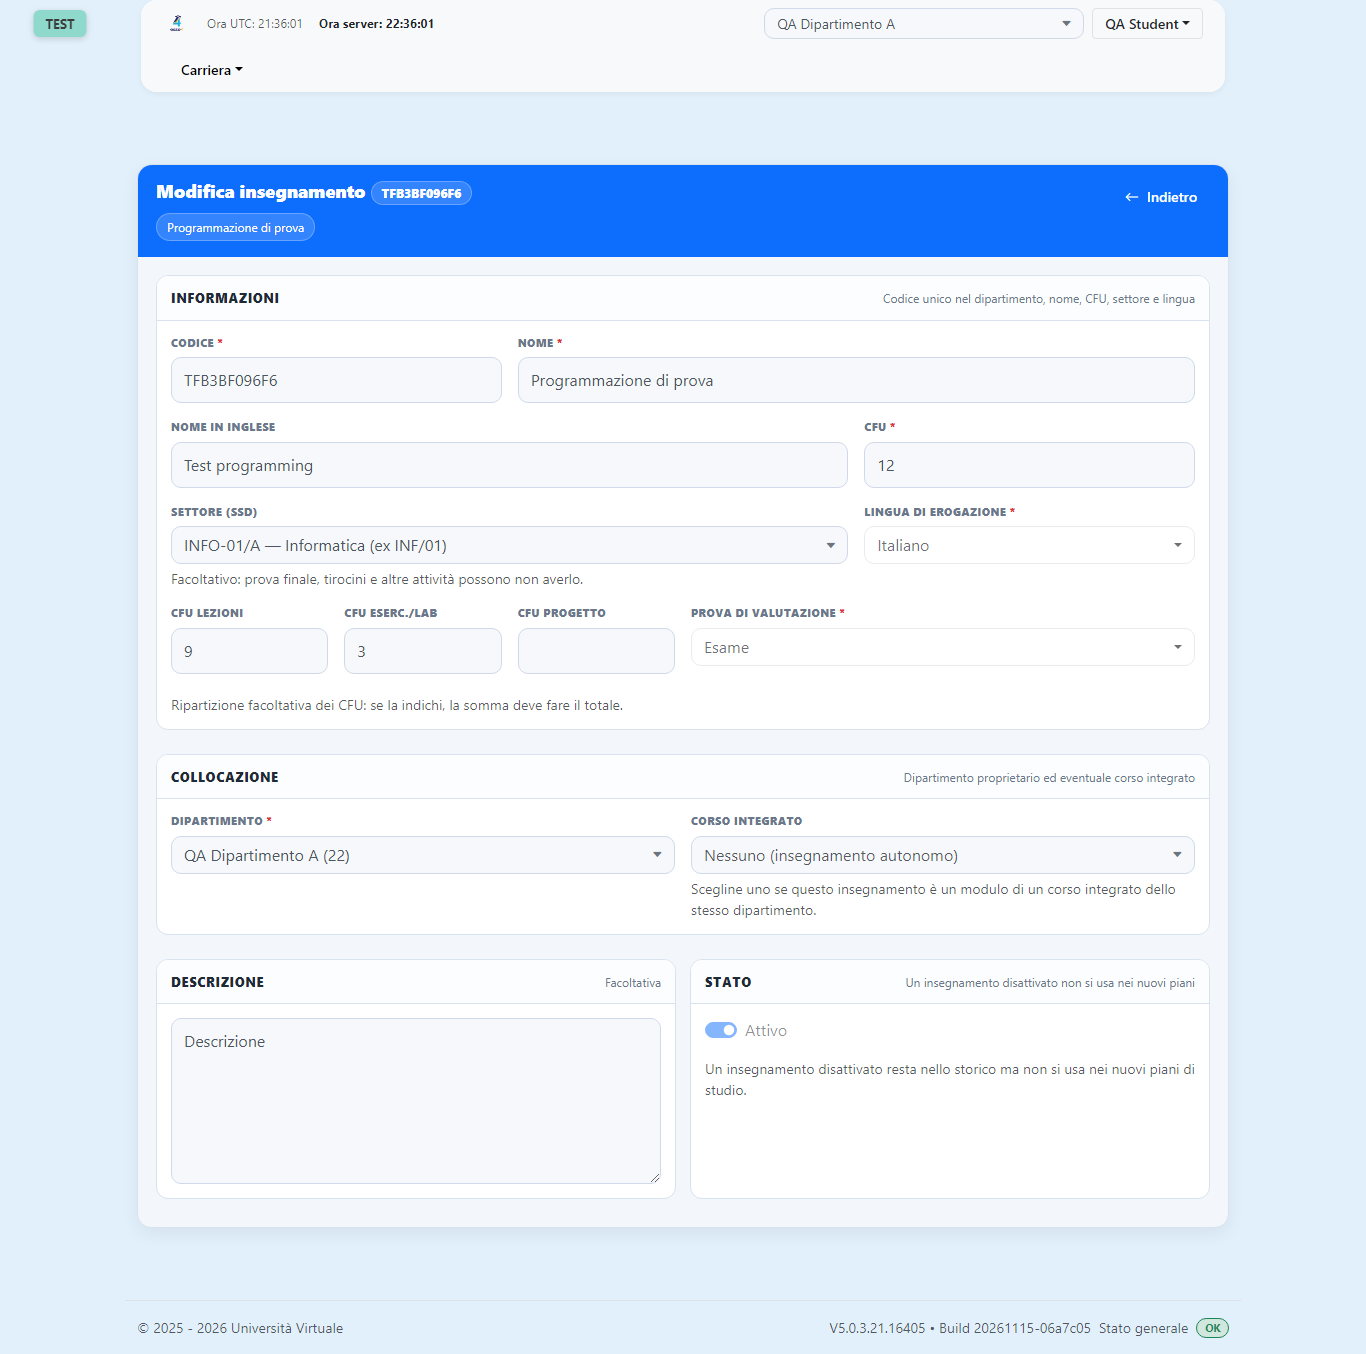 TEST
Ora UTC: 21:36:01
Ora server: 22:36:01
QA Dipartimento A
QA Student
Carriera
Modifica insegnamento TFB3BF096F6
Programmazione di prova
← Indietro
INFORMAZIONI
Codice unico nel dipartimento, nome, CFU, settore e lingua
CODICE *
NOME *
TFB3BF096F6
Programmazione di prova
NOME IN INGLESE
CFU *
Test programming
12
SETTORE (SSD)
LINGUA DI EROGAZIONE *
INFO-01/A — Informatica (ex INF/01)
Italiano
Facoltativo: prova finale, tirocini e altre attività possono non averlo.
CFU LEZIONI
CFU ESERC./LAB
CFU PROGETTO
PROVA DI VALUTAZIONE *
9
3
Esame
Ripartizione facoltativa dei CFU: se la indichi, la somma deve fare il totale.
COLLOCAZIONE
Dipartimento proprietario ed eventuale corso integrato
DIPARTIMENTO *
CORSO INTEGRATO
QA Dipartimento A (22)
Nessuno (insegnamento autonomo)
Scegline uno se questo insegnamento è un modulo di un corso integrato dello
stesso dipartimento.
DESCRIZIONE
Facoltativa
Descrizione
STATO
Un insegnamento disattivato non si usa nei nuovi piani
Attivo
Un insegnamento disattivato resta nello storico ma non si usa nei nuovi piani di
studio.
© 2025 - 2026 Università Virtuale
V5.0.3.21.16405 • Build 20261115-06a7c05 Stato generale OK